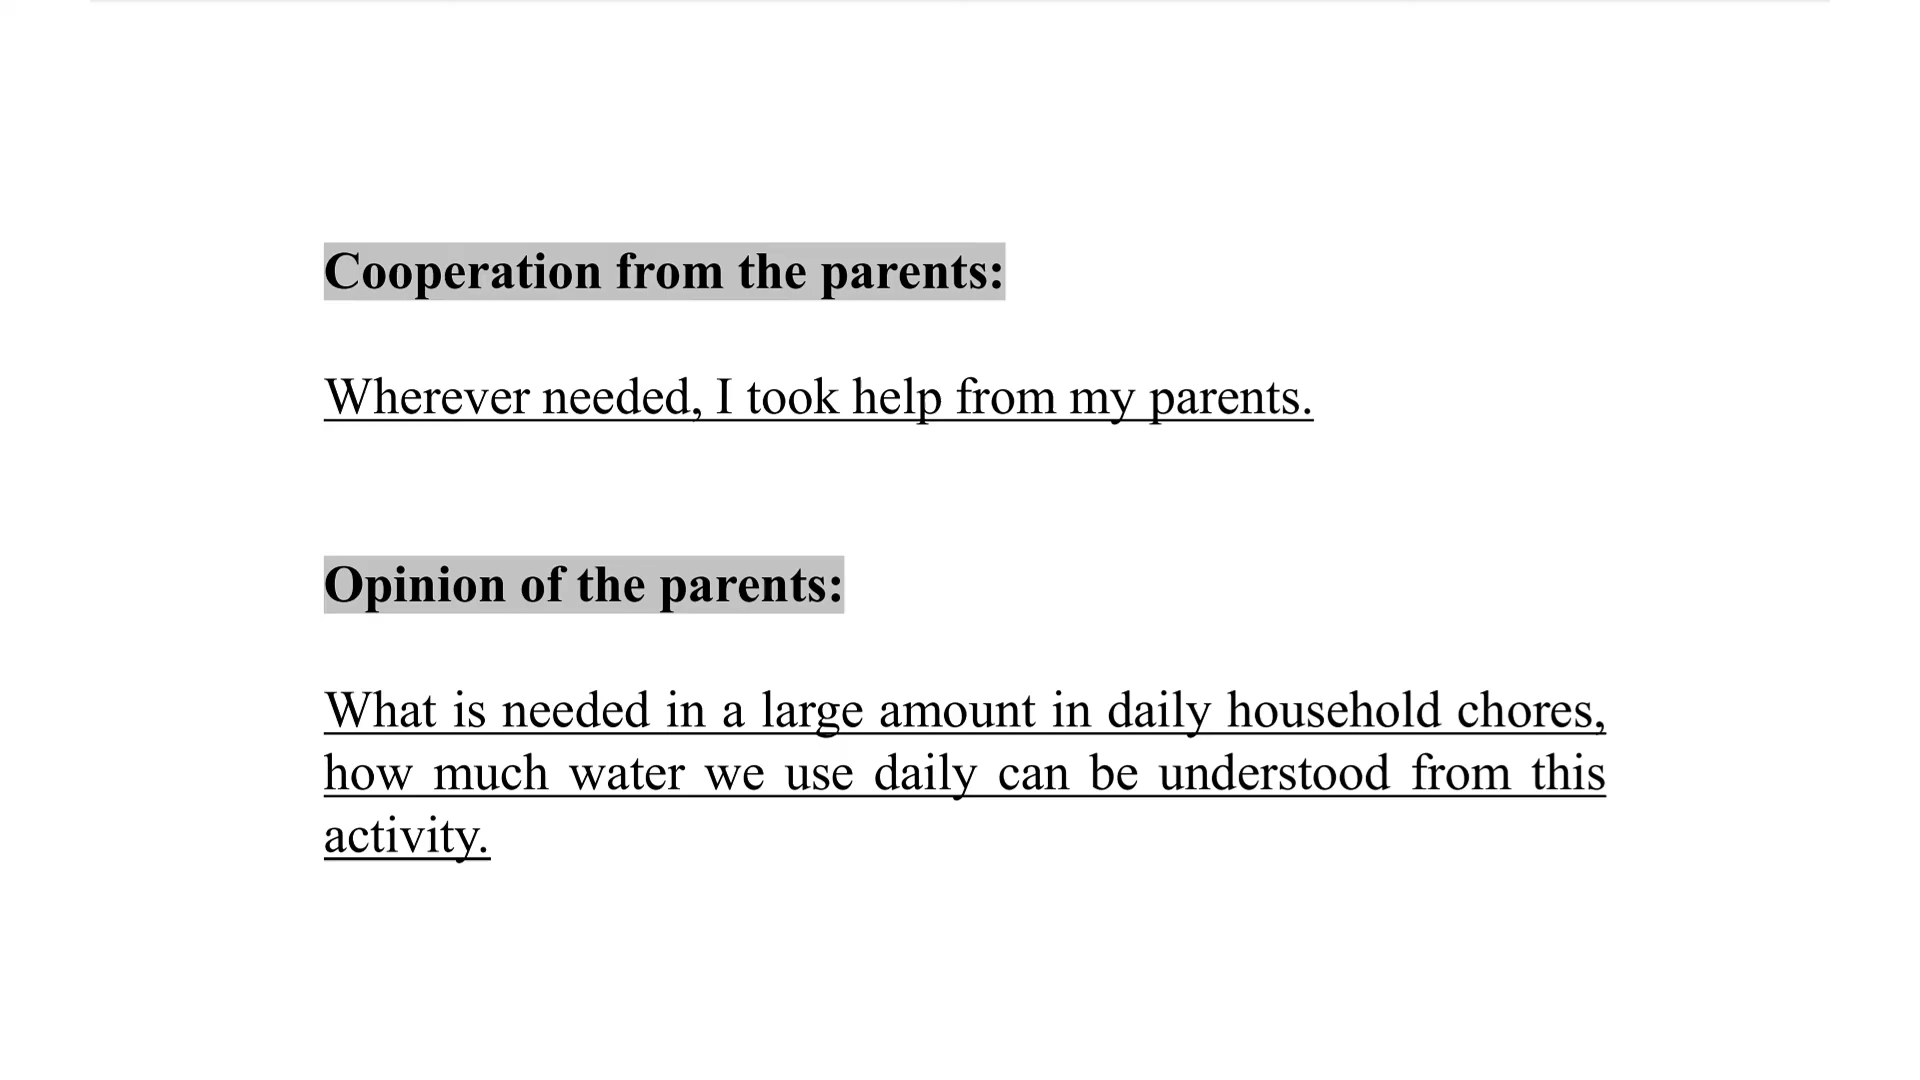 Cooperation from the parents:
Wherever needed, I took help from my parents.
Opinion of the parents:
What is needed in a large amount in daily household chores,
how much water we use daily can be understood from this
activity.